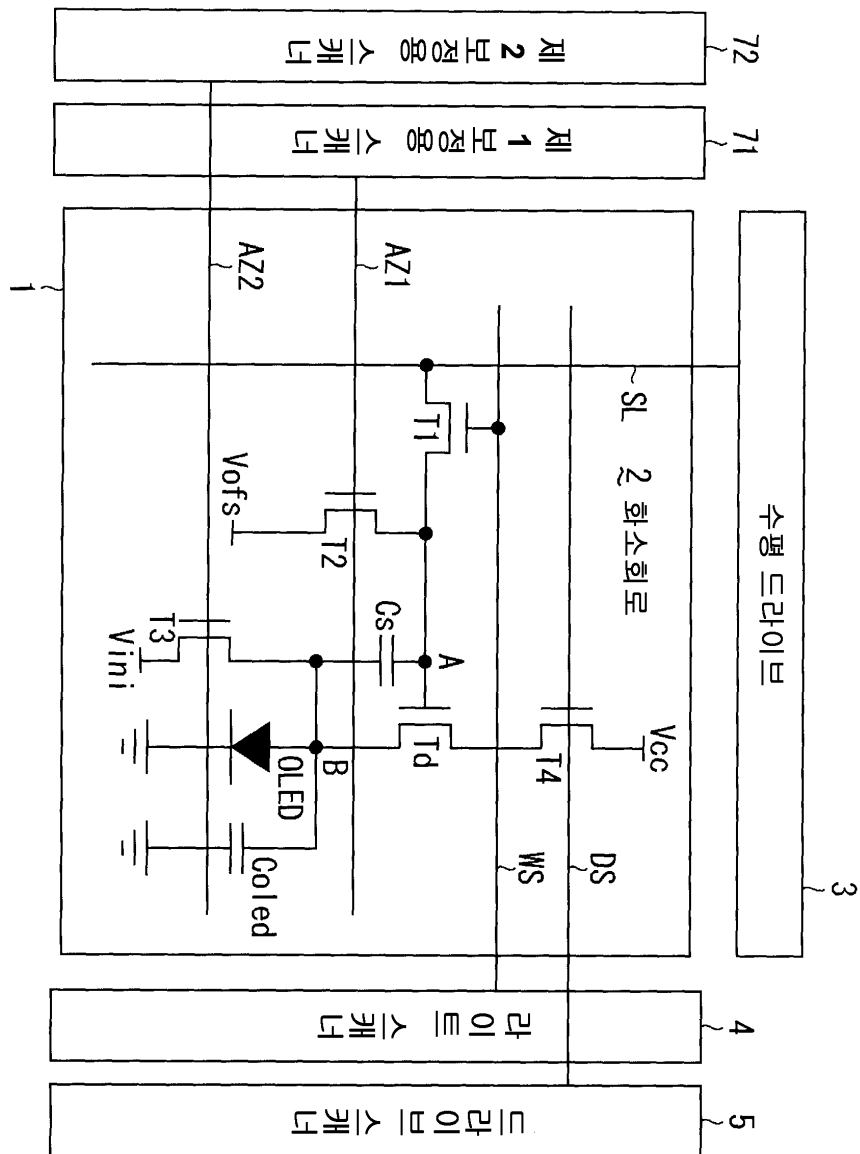 수평 드라이브
3
제 2 보정용 스캐너
72
제 1 보정용 스캐너
71
1
AZ2
AZ1
SL
2 화소회로
T1
Vofs
T2
Cs
A
T3
Vini
Td
T4
Vcc
B
OLED
Coled
WS
DS
라이트 스캐너
4
드라이브 스캐너
5